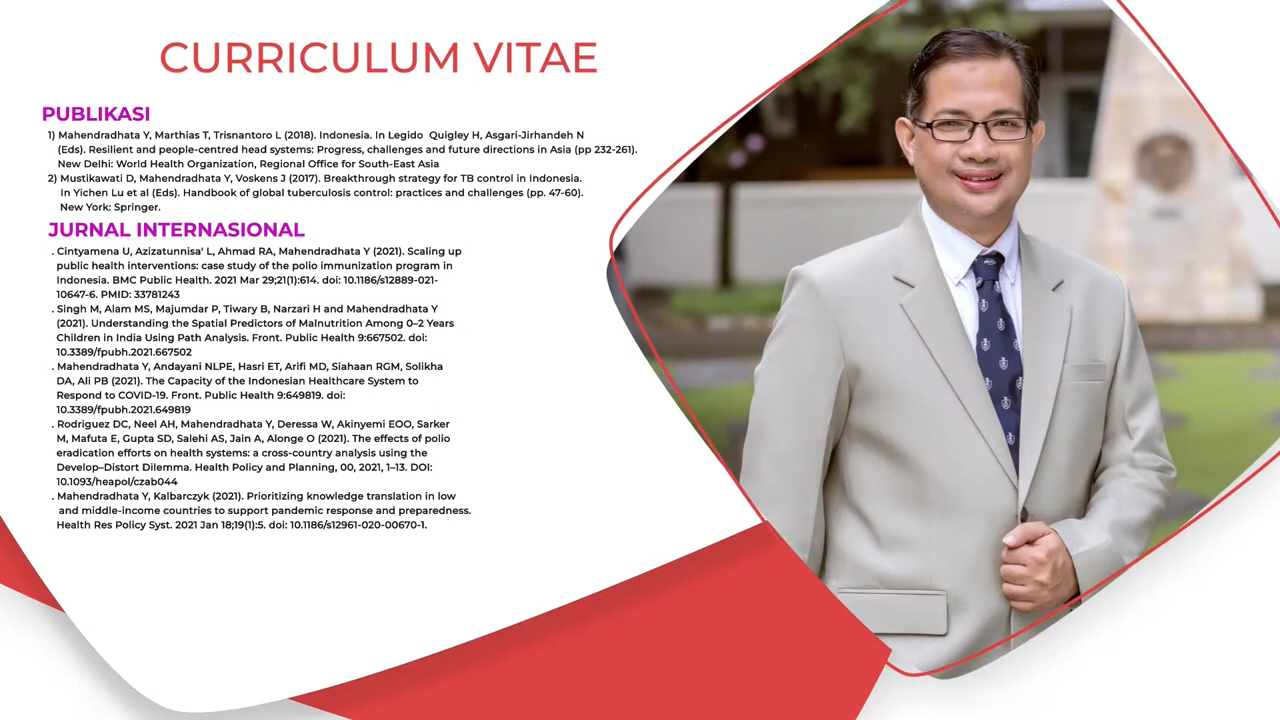 CURRICULUM VITAE
PUBLIKASI
1) Mahendradhata Y, Marthias T, Trisnantoro L (2018). Indonesia. In Legido Quigley H, Asgari-Jirhandeh N
(Eds). Resilient and people-centred head systems: Progress, challenges and future directions in Asia (pp 232-261).
New Delhi: World Health Organization, Regional Office for South-East Asia
2) Mustikawati D, Mahendradhata Y, Voskens J (2017). Breakthrough strategy for TB control in Indonesia.
In Yichen Lu et al (Eds). Handbook of global tuberculosis control: practices and challenges (pp. 47-60).
New York: Springer.
JURNAL INTERNASIONAL
. Cintyamena U, Azizatunnisa' L, Ahmad RA, Mahendradhata Y (2021). Scaling up
public health interventions: case study of the polio immunization program in
Indonesia. BMC Public Health. 2021 Mar 29;21(1):614. doi: 10.1186/s12889-021-
10647-6. PMID: 33781243
. Singh M, Alam MS, Majumdar P, Tiwary B, Narzari H and Mahendradhata Y
(2021). Understanding the Spatial Predictors of Malnutrition Among 0–2 Years
Children in India Using Path Analysis. Front. Public Health 9:667502. doi:
10.3389/fpubh.2021.667502
. Mahendradhata Y, Andayani NLPE, Hasri ET, Arifi MD, Siahaan RGM, Solikha
DA, Ali PB (2021). The Capacity of the Indonesian Healthcare System to
Respond to COVID-19. Front. Public Health 9:649819. doi:
10.3389/fpubh.2021.649819
. Rodriguez DC, Neel AH, Mahendradhata Y, Deressa W, Akinyemi EOO, Sarker
M, Mafuta E, Gupta SD, Salehi AS, Jain A, Alonge O (2021). The effects of polio
eradication efforts on health systems: a cross-country analysis using the
Develop–Distort Dilemma. Health Policy and Planning, 00, 2021, 1–13. DOI:
10.1093/heapol/czab044
. Mahendradhata Y, Kalbarczyk (2021). Prioritizing knowledge translation in low
and middle-income countries to support pandemic response and preparedness.
Health Res Policy Syst. 2021 Jan 18;19(1):5. doi: 10.1186/s12961-020-00670-1.